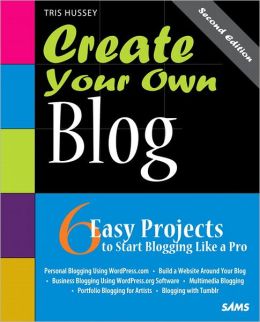 TRIS HUSSEY
Second Edition
Create
Your Own
Blog
6 Easy Projects
to Start Blogging Like a Pro
Personal Blogging Using WordPress.com • Build a Website Around Your Blog
• Business Blogging Using WordPress.org Software • Multimedia Blogging
• Portfolio Blogging for Artists • Blogging with Tumblr
SAMS